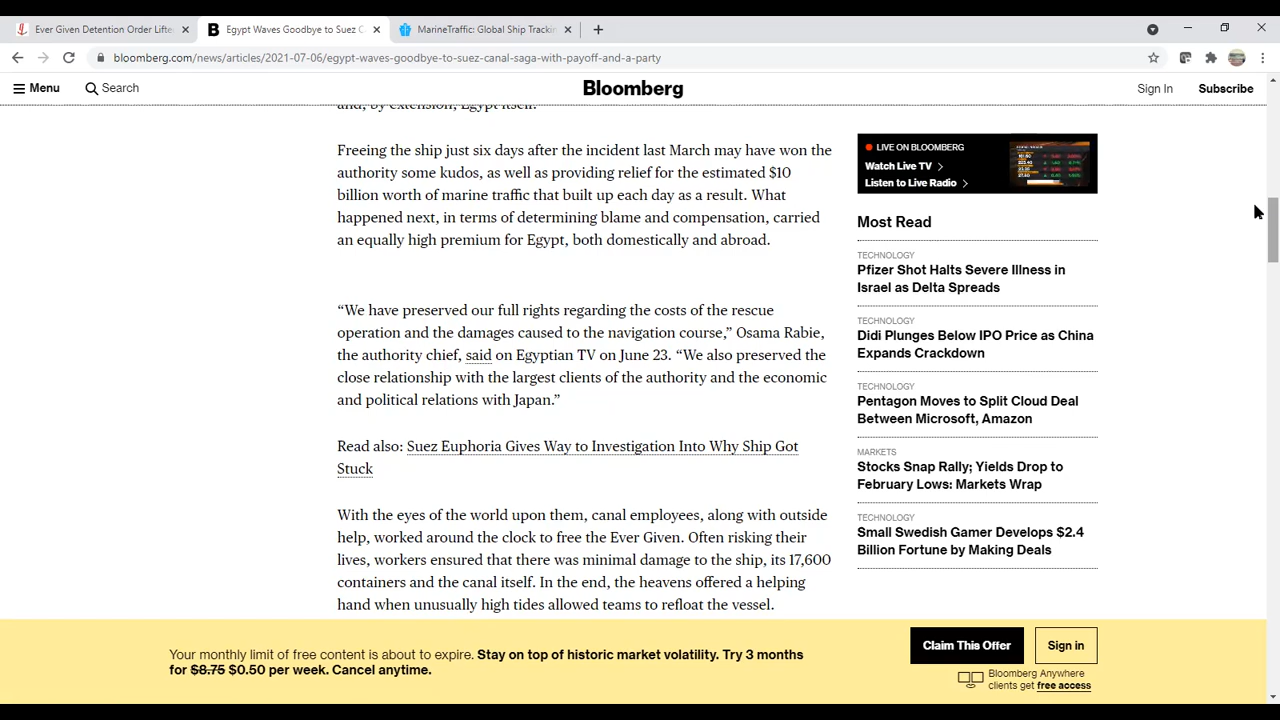 Ever Given Detention Order Lifte
Egypt Waves Goodbye to Suez C
MarineTraffic: Global Ship Trackin
bloomberg.com/news/articles/2021-07-06/egypt-waves-goodbye-to-suez-canal-saga-with-payoff-and-a-party
Menu
Search
Bloomberg
Sign In
Subscribe
and, by extension, Egypt itself.
Freeing the ship just six days after the incident last March may have won the
authority some kudos, as well as providing relief for the estimated $10
billion worth of marine traffic that built up each day as a result. What
happened next, in terms of determining blame and compensation, carried
an equally high premium for Egypt, both domestically and abroad.
“We have preserved our full rights regarding the costs of the rescue
operation and the damages caused to the navigation course,” Osama Rabie,
the authority chief, said on Egyptian TV on June 23. “We also preserved the
close relationship with the largest clients of the authority and the economic
and political relations with Japan.”
Read also: Suez Euphoria Gives Way to Investigation Into Why Ship Got
Stuck
With the eyes of the world upon them, canal employees, along with outside
help, worked around the clock to free the Ever Given. Often risking their
lives, workers ensured that there was minimal damage to the ship, its 17,600
containers and the canal itself. In the end, the heavens offered a helping
hand when unusually high tides allowed teams to refloat the vessel.
LIVE ON BLOOMBERG
Watch Live TV
Listen to Live Radio
Most Read
TECHNOLOGY
Pfizer Shot Halts Severe Illness in
Israel as Delta Spreads
TECHNOLOGY
Didi Plunges Below IPO Price as China
Expands Crackdown
TECHNOLOGY
Pentagon Moves to Split Cloud Deal
Between Microsoft, Amazon
MARKETS
Stocks Snap Rally; Yields Drop to
February Lows: Markets Wrap
TECHNOLOGY
Small Swedish Gamer Develops $2.4
Billion Fortune by Making Deals
Your monthly limit of free content is about to expire. Stay on top of historic market volatility. Try 3 months
for $8.75 $0.50 per week. Cancel anytime.
Claim This Offer
Sign in
Bloomberg Anywhere
clients get free access